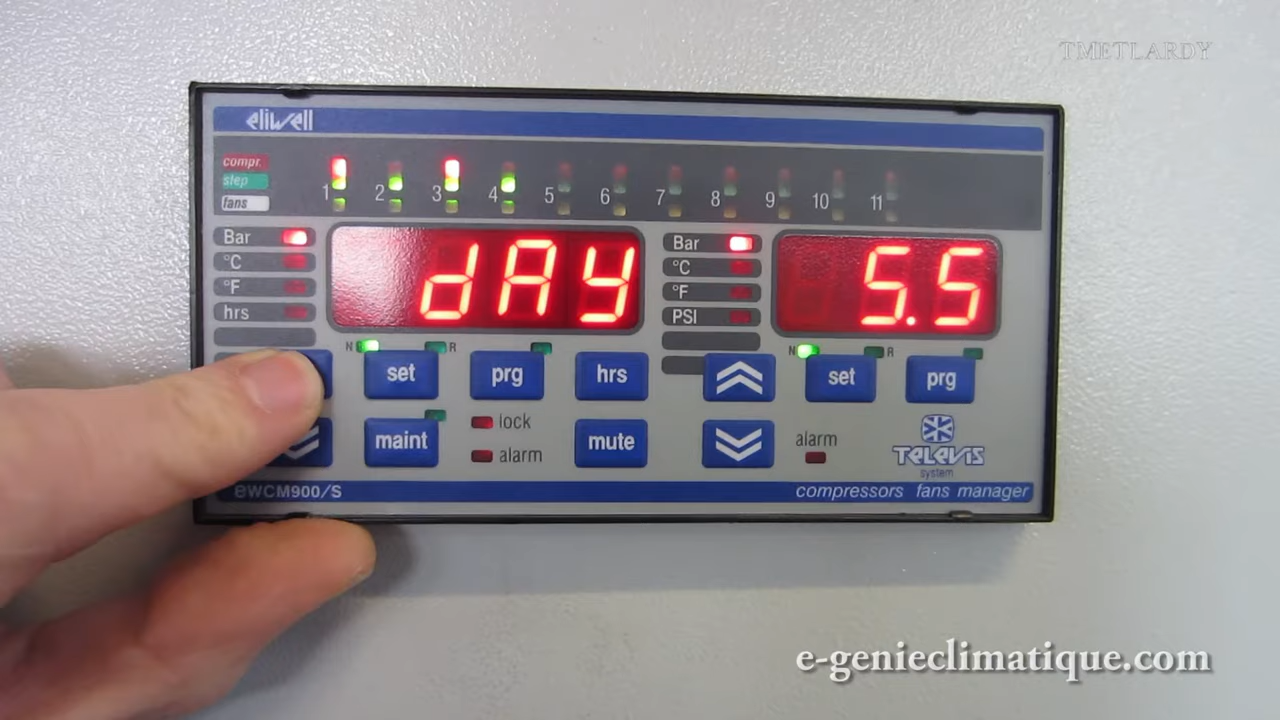 TMETLARDY
eliwell
compr.
step
fans
1 2 3 4 5 6 7 8 9 10 11
Bar
°C
°F
hrs
dAY
Bar
°C
°F
PSI
5.5
N R
set prg hrs
N R
set prg
maint
lock
alarm
mute
alarm
TELEVIS
system
eWCM900/S
compressors fans manager
e-genieclimatique.com